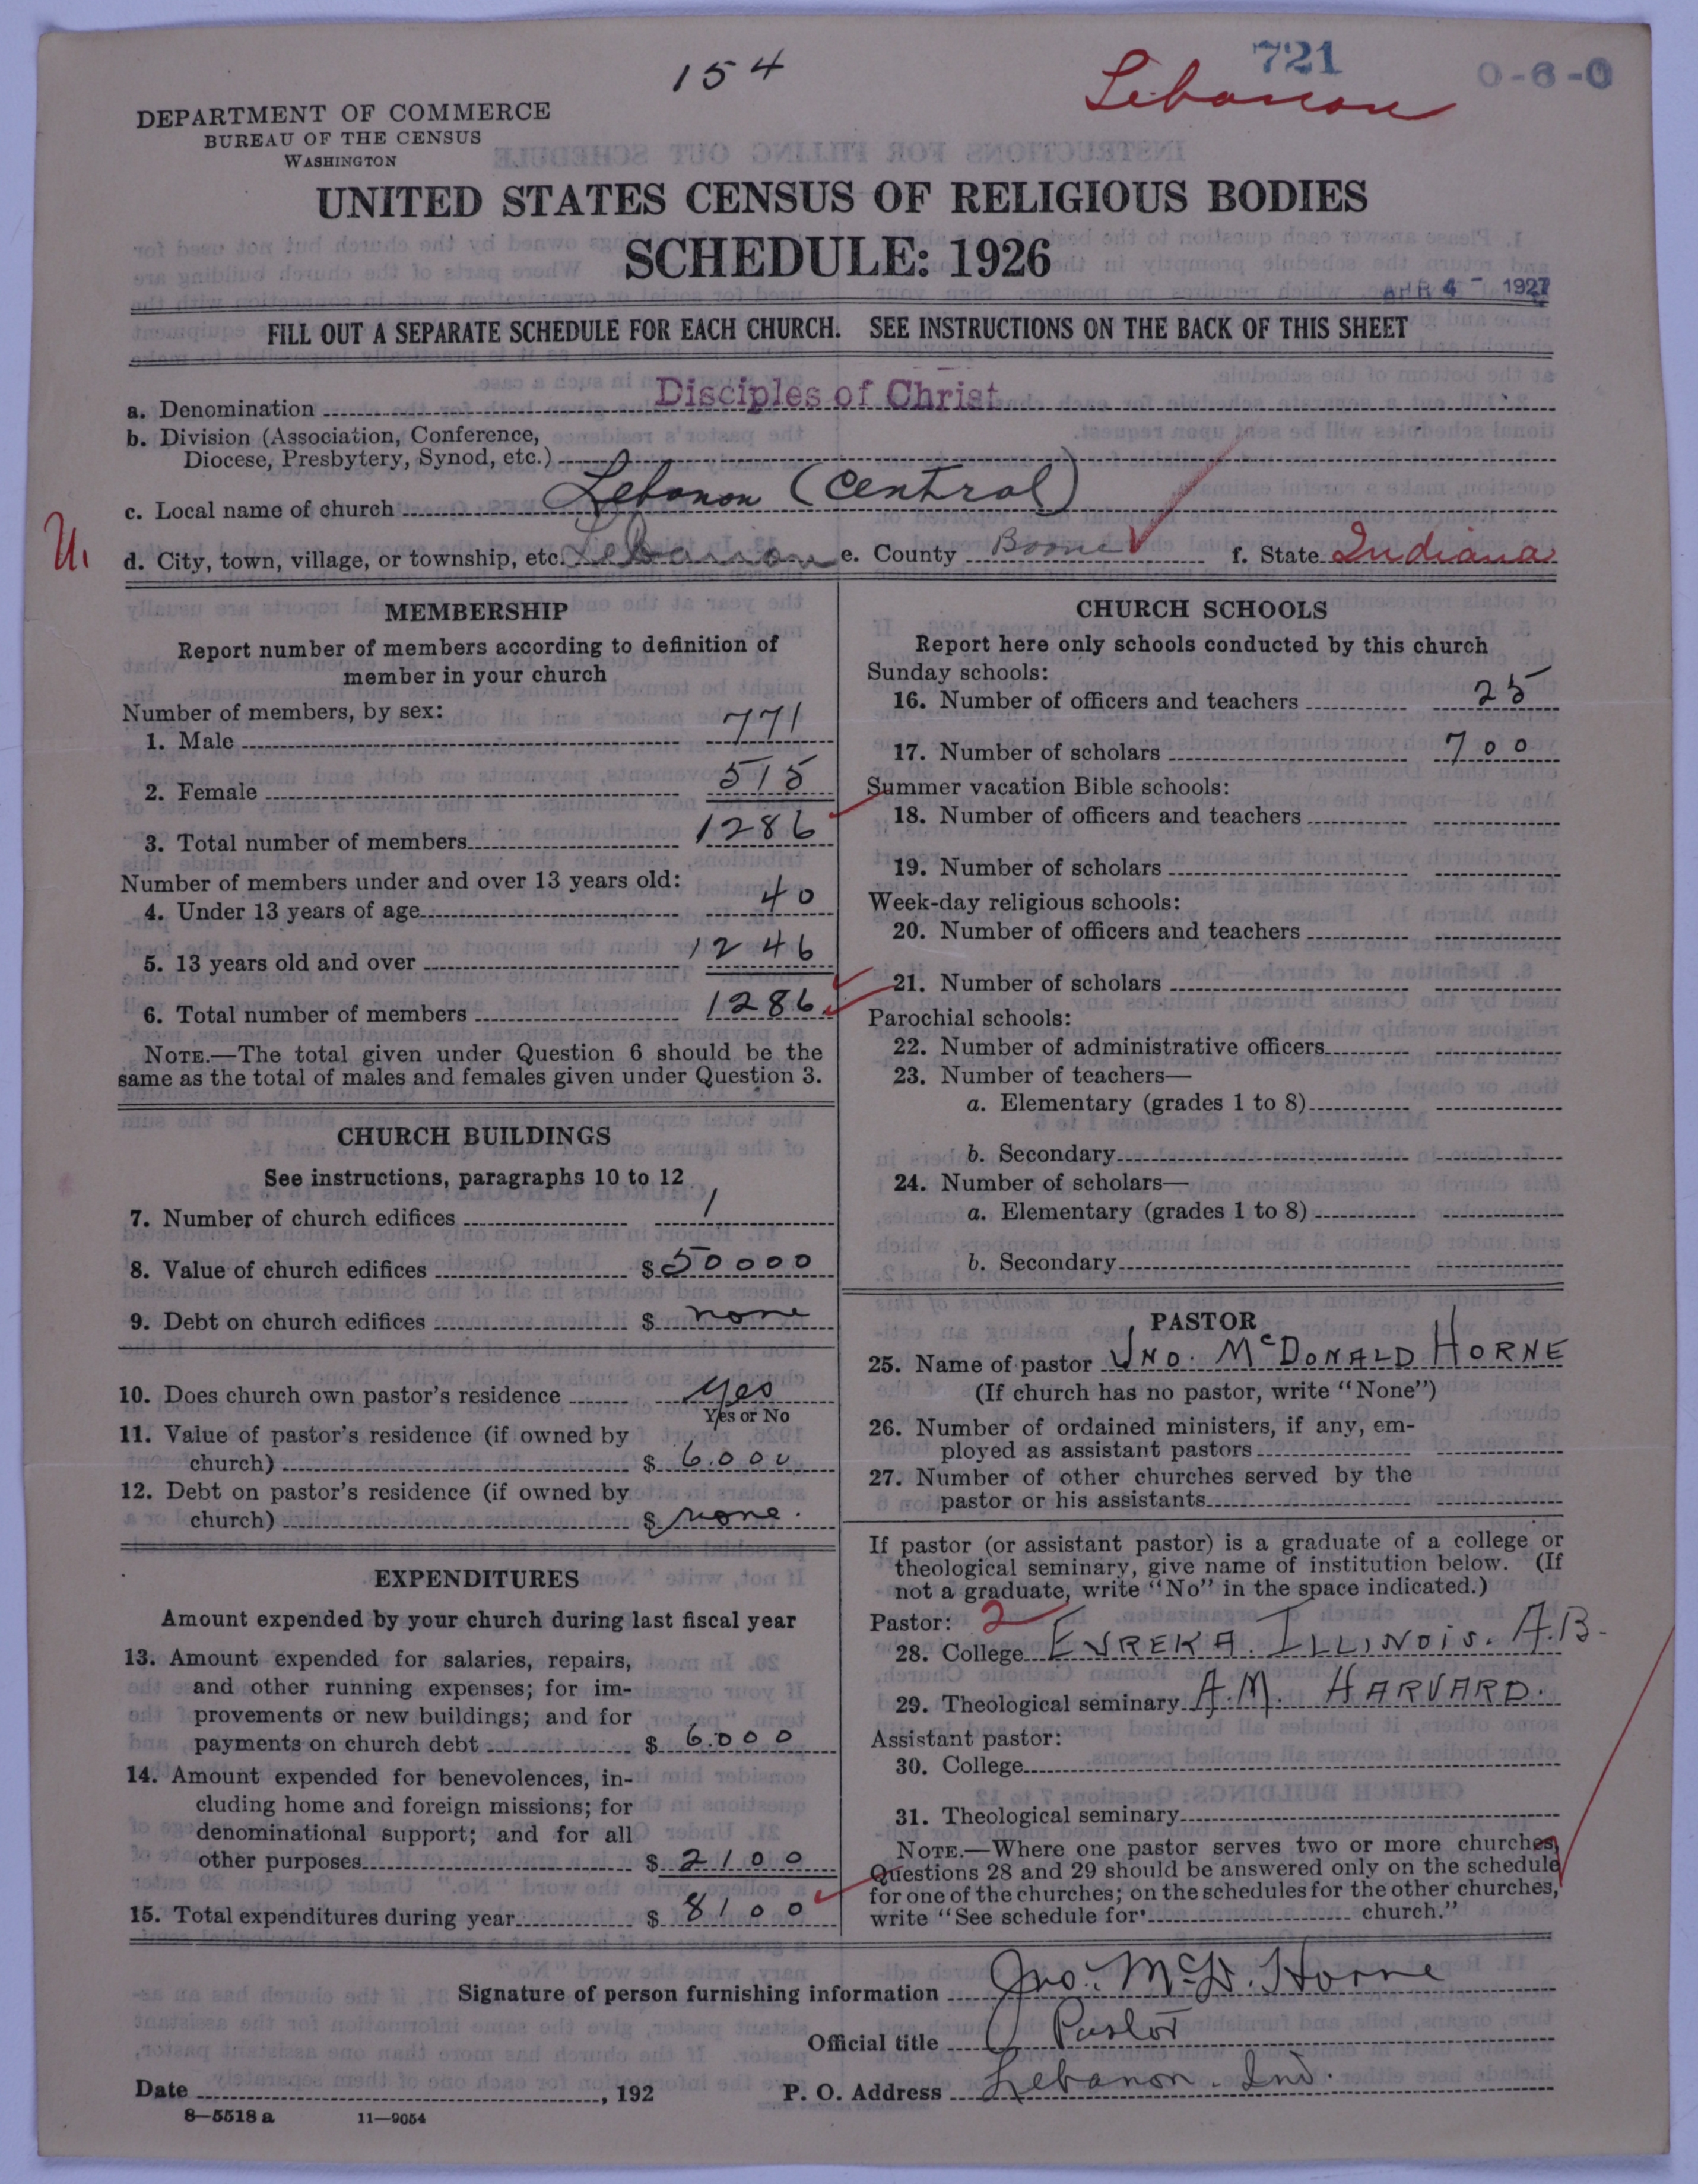 154
721
0-6-0
Lebanon
DEPARTMENT OF COMMERCE
BUREAU OF THE CENSUS
WASHINGTON
UNITED STATES CENSUS OF RELIGIOUS BODIES
SCHEDULE: 1926
APR 4 - 1927
FILL OUT A SEPARATE SCHEDULE FOR EACH CHURCH. SEE INSTRUCTIONS ON THE BACK OF THIS SHEET
a. Denomination Disciples of Christ
b. Division (Association, Conference,
Diocese, Presbytery, Synod, etc.)
c. Local name of church Lebanon (Central)
U.
d. City, town, village, or township, etc. Lebanon e. County Boone f. State Indiana
MEMBERSHIP
Report number of members according to definition of
member in your church
Number of members, by sex:
1. Male 771
2. Female 515
3. Total number of members 1286
Number of members under and over 13 years old:
4. Under 13 years of age 40
5. 13 years old and over 1246
6. Total number of members 1286
NOTE.—The total given under Question 6 should be the
same as the total of males and females given under Question 3.
CHURCH BUILDINGS
See instructions, paragraphs 10 to 12
7. Number of church edifices 1
8. Value of church edifices $ 50000
9. Debt on church edifices $ none
10. Does church own pastor's residence yes
Yes or No
11. Value of pastor's residence (if owned by
church) $ 6.000
12. Debt on pastor's residence (if owned by
church) $ none.
EXPENDITURES
Amount expended by your church during last fiscal year
13. Amount expended for salaries, repairs,
and other running expenses; for im-
provements or new buildings; and for
payments on church debt $ 6.000
14. Amount expended for benevolences, in-
cluding home and foreign missions; for
denominational support; and for all
other purposes $ 2100
15. Total expenditures during year $ 8100
CHURCH SCHOOLS
Report here only schools conducted by this church
Sunday schools:
16. Number of officers and teachers 25
17. Number of scholars 700
Summer vacation Bible schools:
18. Number of officers and teachers
19. Number of scholars
Week-day religious schools:
20. Number of officers and teachers
21. Number of scholars
Parochial schools:
22. Number of administrative officers
23. Number of teachers—
a. Elementary (grades 1 to 8)
b. Secondary
24. Number of scholars—
a. Elementary (grades 1 to 8)
b. Secondary
PASTOR
25. Name of pastor JNO. McDONALD HORNE
(If church has no pastor, write "None")
26. Number of ordained ministers, if any, em-
ployed as assistant pastors
27. Number of other churches served by the
pastor or his assistants
If pastor (or assistant pastor) is a graduate of a college or
theological seminary, give name of institution below. (If
not a graduate, write "No" in the space indicated.)
Pastor: 2
28. College EUREKA. ILLINOIS. A.B.
29. Theological seminary A.M. HARVARD.
Assistant pastor:
30. College
31. Theological seminary
NOTE.—Where one pastor serves two or more churches,
Questions 28 and 29 should be answered only on the schedule
for one of the churches; on the schedules for the other churches,
write "See schedule for church."
Signature of person furnishing information Jno. McD. Horne
Official title Pastor
Date , 192 P. O. Address Lebanon. Ind.
8—5518 a 11—9054